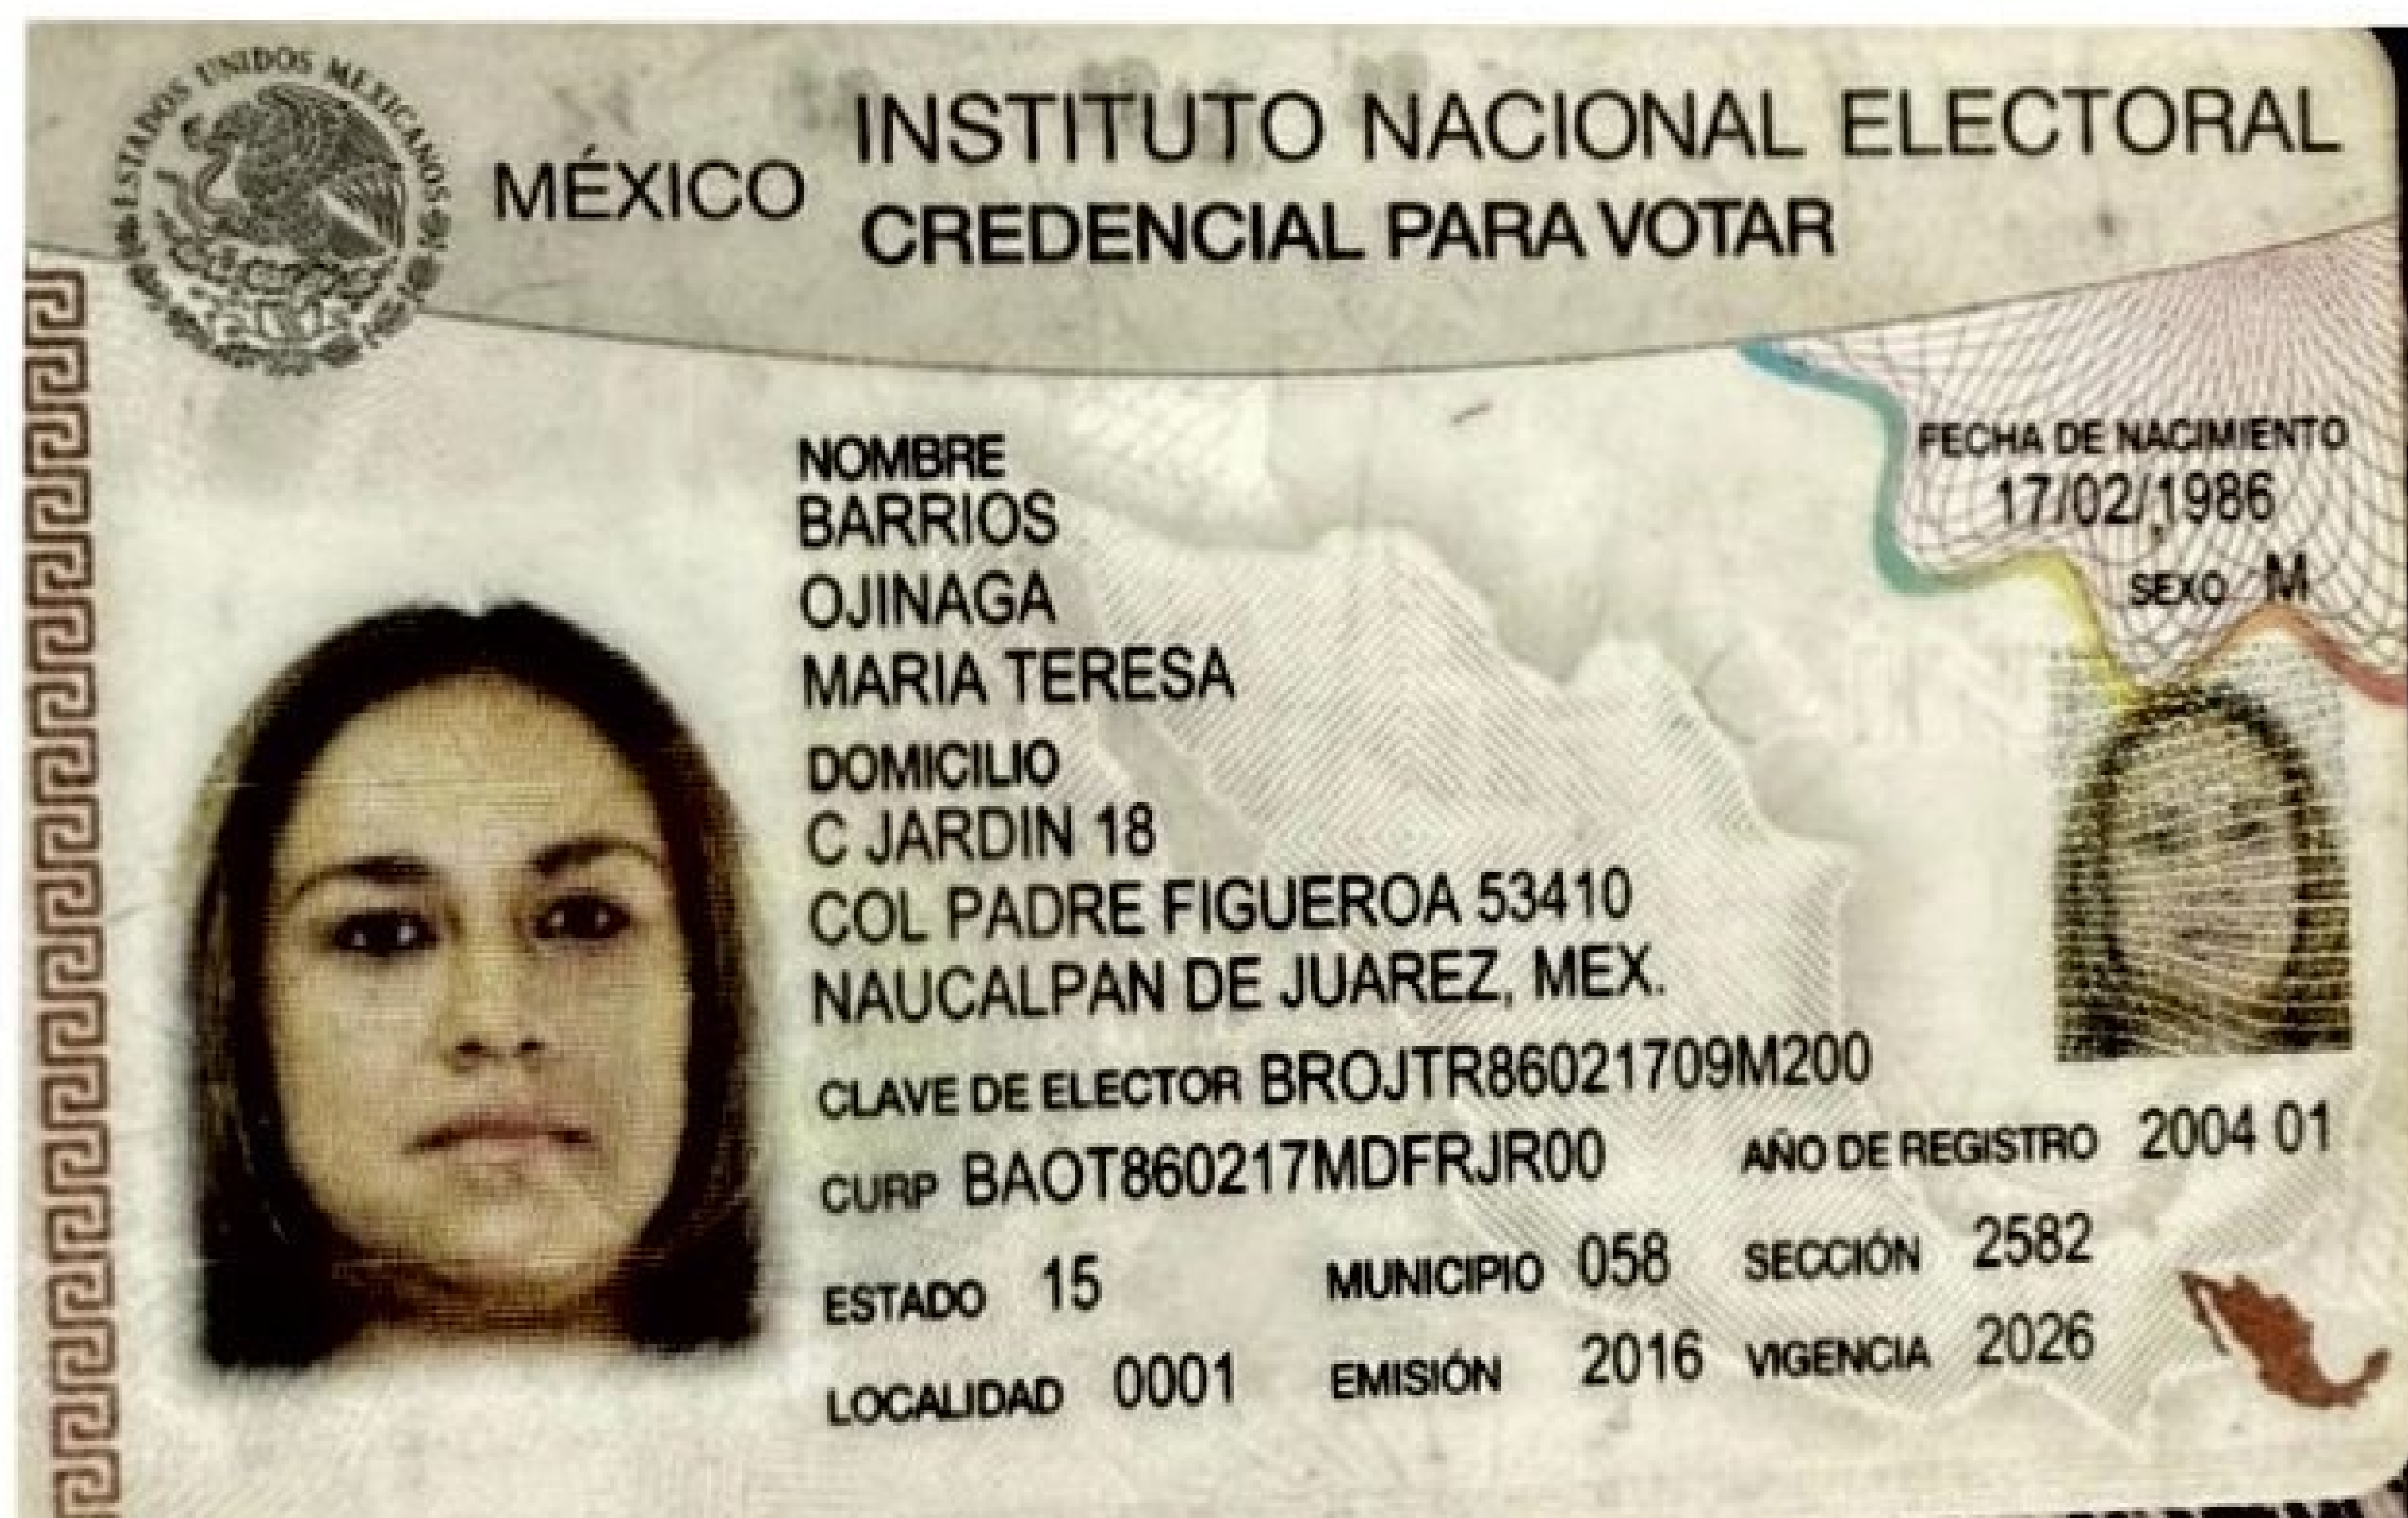 ESTADOS UNIDOS MEXICANOS
MÉXICO
INSTITUTO NACIONAL ELECTORAL
CREDENCIAL PARA VOTAR
NOMBRE
BARRIOS
OJINAGA
MARIA TERESA
FECHA DE NACIMIENTO
17/02/1986
SEXO M
DOMICILIO
C JARDIN 18
COL PADRE FIGUEROA 53410
NAUCALPAN DE JUAREZ, MEX.
CLAVE DE ELECTOR BROJTR86021709M200
CURP BAOT860217MDFRJR00 AÑO DE REGISTRO 2004 01
ESTADO 15 MUNICIPIO 058 SECCIÓN 2582
LOCALIDAD 0001 EMISIÓN 2016 VIGENCIA 2026